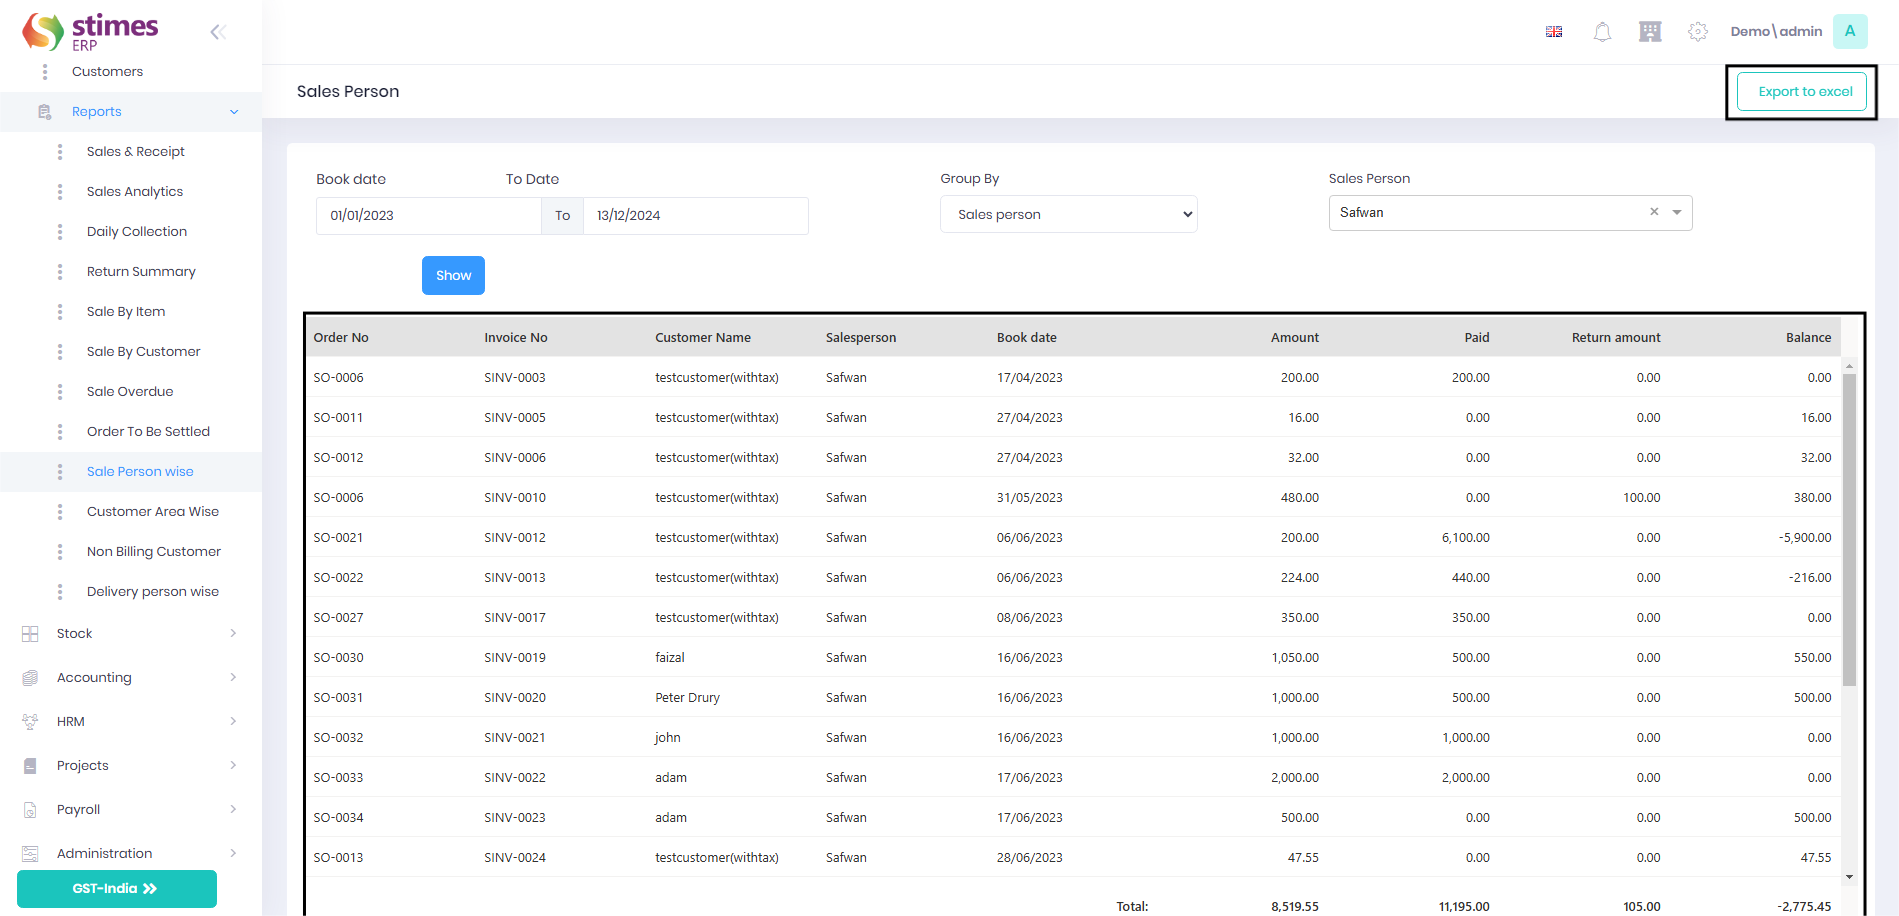 stimes
ERP
Customers
Reports
Sales & Receipt
Sales Analytics
Daily Collection
Return Summary
Sale By Item
Sale By Customer
Sale Overdue
Order To Be Settled
Sale Person wise
Customer Area Wise
Non Billing Customer
Delivery person wise
Stock
Accounting
HRM
Projects
Payroll
Administration
GST-India
Demo\admin A
Sales Person Export to excel
Book date To Date Group By Sales Person
01/01/2023 To 13/12/2024 Sales person Safwan ×
Show
Order No Invoice No Customer Name Salesperson Book date Amount Paid Return amount Balance
SO-0006 SINV-0003 testcustomer(withtax) Safwan 17/04/2023 200.00 200.00 0.00 0.00
SO-0011 SINV-0005 testcustomer(withtax) Safwan 27/04/2023 16.00 0.00 0.00 16.00
SO-0012 SINV-0006 testcustomer(withtax) Safwan 27/04/2023 32.00 0.00 0.00 32.00
SO-0006 SINV-0010 testcustomer(withtax) Safwan 31/05/2023 480.00 0.00 100.00 380.00
SO-0021 SINV-0012 testcustomer(withtax) Safwan 06/06/2023 200.00 6,100.00 0.00 -5,900.00
SO-0022 SINV-0013 testcustomer(withtax) Safwan 06/06/2023 224.00 440.00 0.00 -216.00
SO-0027 SINV-0017 testcustomer(withtax) Safwan 08/06/2023 350.00 350.00 0.00 0.00
SO-0030 SINV-0019 faizal Safwan 16/06/2023 1,050.00 500.00 0.00 550.00
SO-0031 SINV-0020 Peter Drury Safwan 16/06/2023 1,000.00 500.00 0.00 500.00
SO-0032 SINV-0021 john Safwan 16/06/2023 1,000.00 1,000.00 0.00 0.00
SO-0033 SINV-0022 adam Safwan 17/06/2023 2,000.00 2,000.00 0.00 0.00
SO-0034 SINV-0023 adam Safwan 17/06/2023 500.00 0.00 0.00 500.00
SO-0013 SINV-0024 testcustomer(withtax) Safwan 28/06/2023 47.55 0.00 0.00 47.55
Total: 8,519.55 11,195.00 105.00 -2,775.45